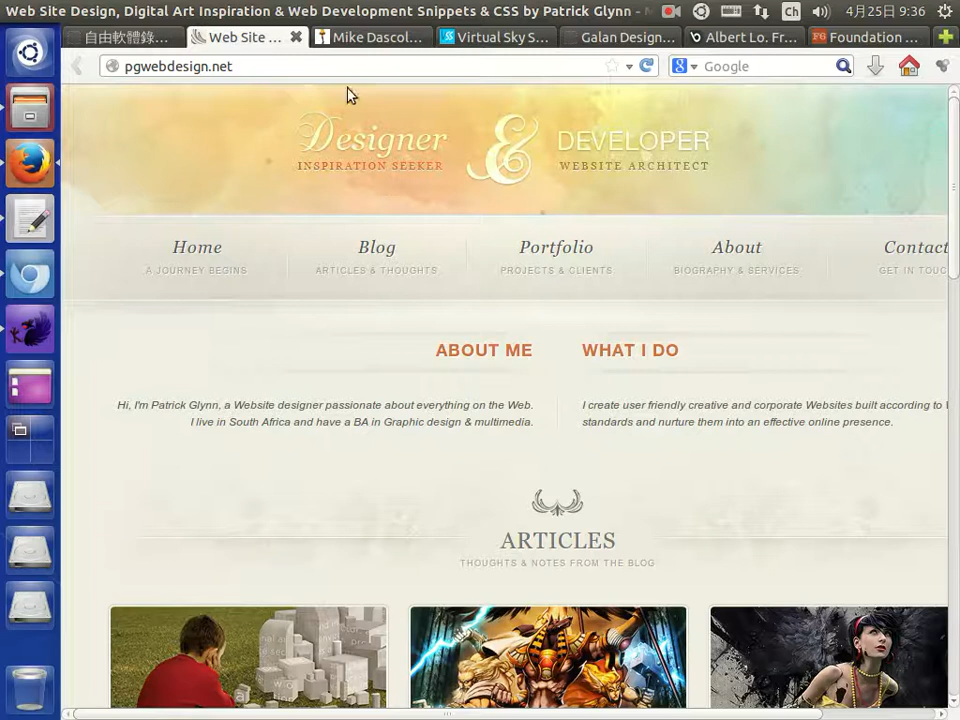 Web Site Design, Digital Art Inspiration & Web Development Snippets & CSS by Patrick Glynn -
Ch
4月25日 9:36
自由軟體錄...
Web Site ...
Mike Dascol...
Virtual Sky S...
Galan Design...
Albert Lo. Fr...
Foundation ...
pgwebdesign.net
Google
Designer
INSPIRATION SEEKER
&
DEVELOPER
WEBSITE ARCHITECT
Home
Blog
Portfolio
About
Contact
A JOURNEY BEGINS
ARTICLES & THOUGHTS
PROJECTS & CLIENTS
BIOGRAPHY & SERVICES
GET IN TOUC
ABOUT ME
WHAT I DO
Hi, I'm Patrick Glynn, a Website designer passionate about everything on the Web.
I live in South Africa and have a BA in Graphic design & multimedia.
I create user friendly creative and corporate Websites built according to
standards and nurture them into an effective online presence.
ARTICLES
THOUGHTS & NOTES FROM THE BLOG